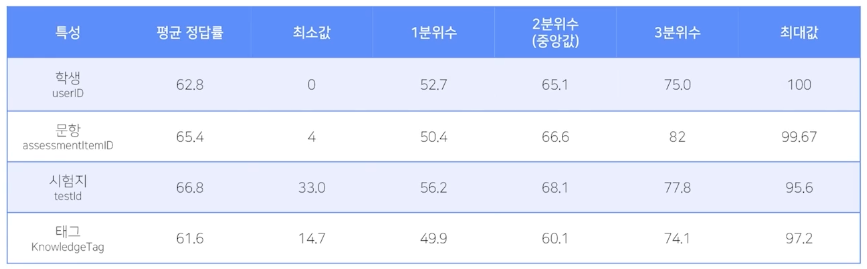 특성 평균 정답률 최소값 1분위수 2분위수 (중앙값) 3분위수 최대값
학생 userID 62.8 0 52.7 65.1 75.0 100
문항 assessmentItemID 65.4 4 50.4 66.6 82 99.67
시험지 testId 66.8 33.0 56.2 68.1 77.8 95.6
태그 KnowledgeTag 61.6 14.7 49.9 60.1 74.1 97.2